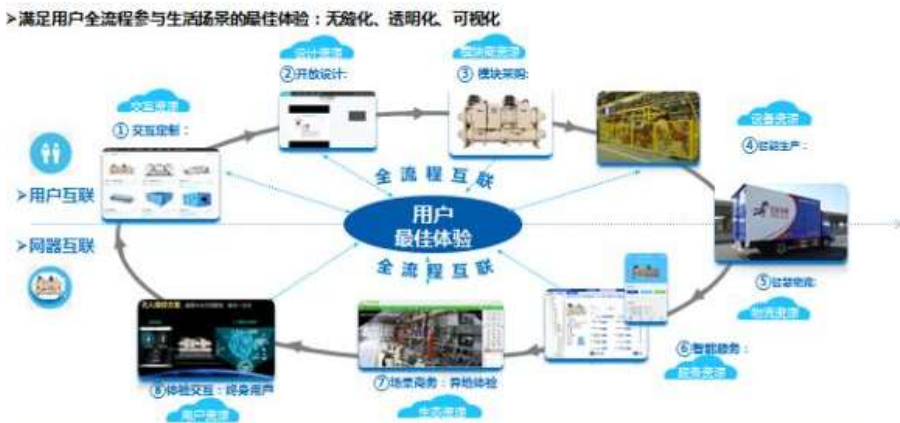 ➢满足用户全流程参与生活场景的最佳体验：无缝化、透明化、可视化
设计资源
②开放设计:
模块商资源
③ 模块采购:
交互资源
① 交互定制：
设备资源
④智能生产：
➢用户互联
全流程互联
用户
最佳体验
全流程互联
➢网器互联
⑤智慧物流:
物流资源
⑥智能服务：
服务资源
⑦场景商务：异地体验
生态资源
⑧体验交互：终身用户
用户资源